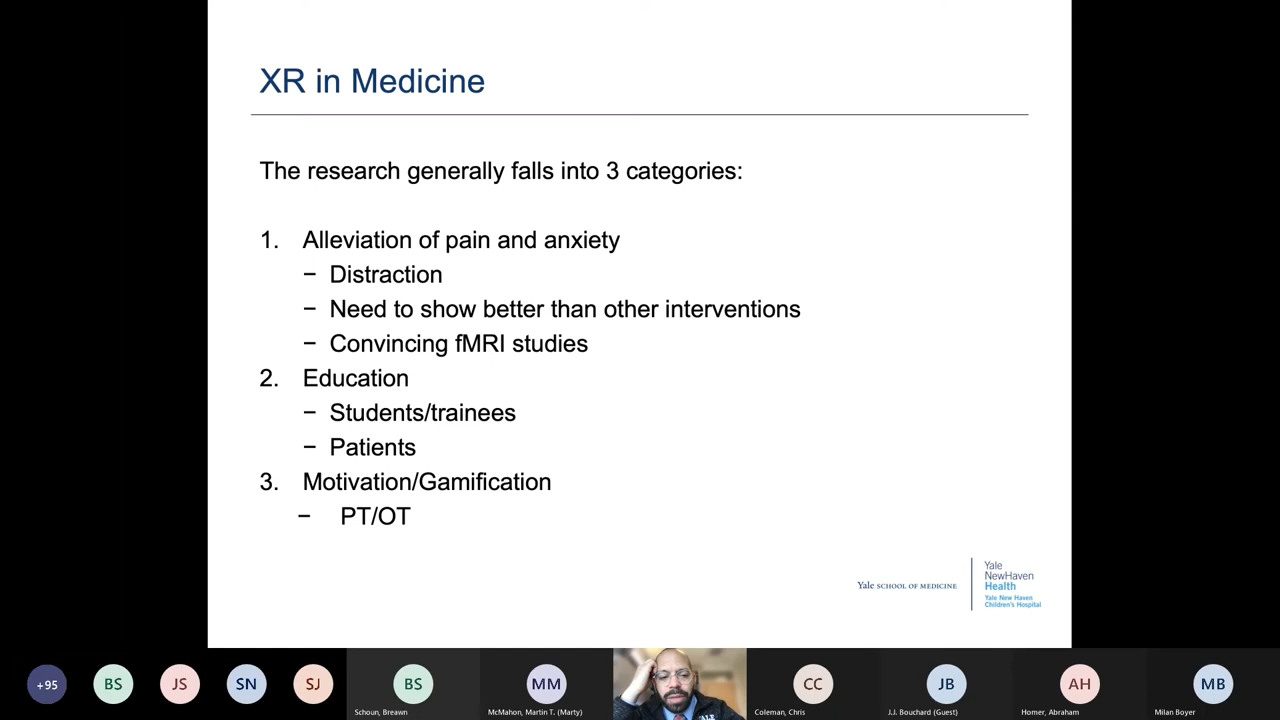 XR in Medicine
The research generally falls into 3 categories:
1. Alleviation of pain and anxiety
− Distraction
− Need to show better than other interventions
− Convincing fMRI studies
2. Education
− Students/trainees
− Patients
3. Motivation/Gamification
− PT/OT
Yale SCHOOL OF MEDICINE
Yale
NewHaven
Health
Yale New Haven
Children's Hospital
+95
BS
JS
SN
SJ
BS
Schoun, Breawn
MM
McMahon, Martin T. (Marty)
CC
Coleman, Chris
JB
J.J. Bouchard (Guest)
AH
Homer, Abraham
MB
Milan Boyer